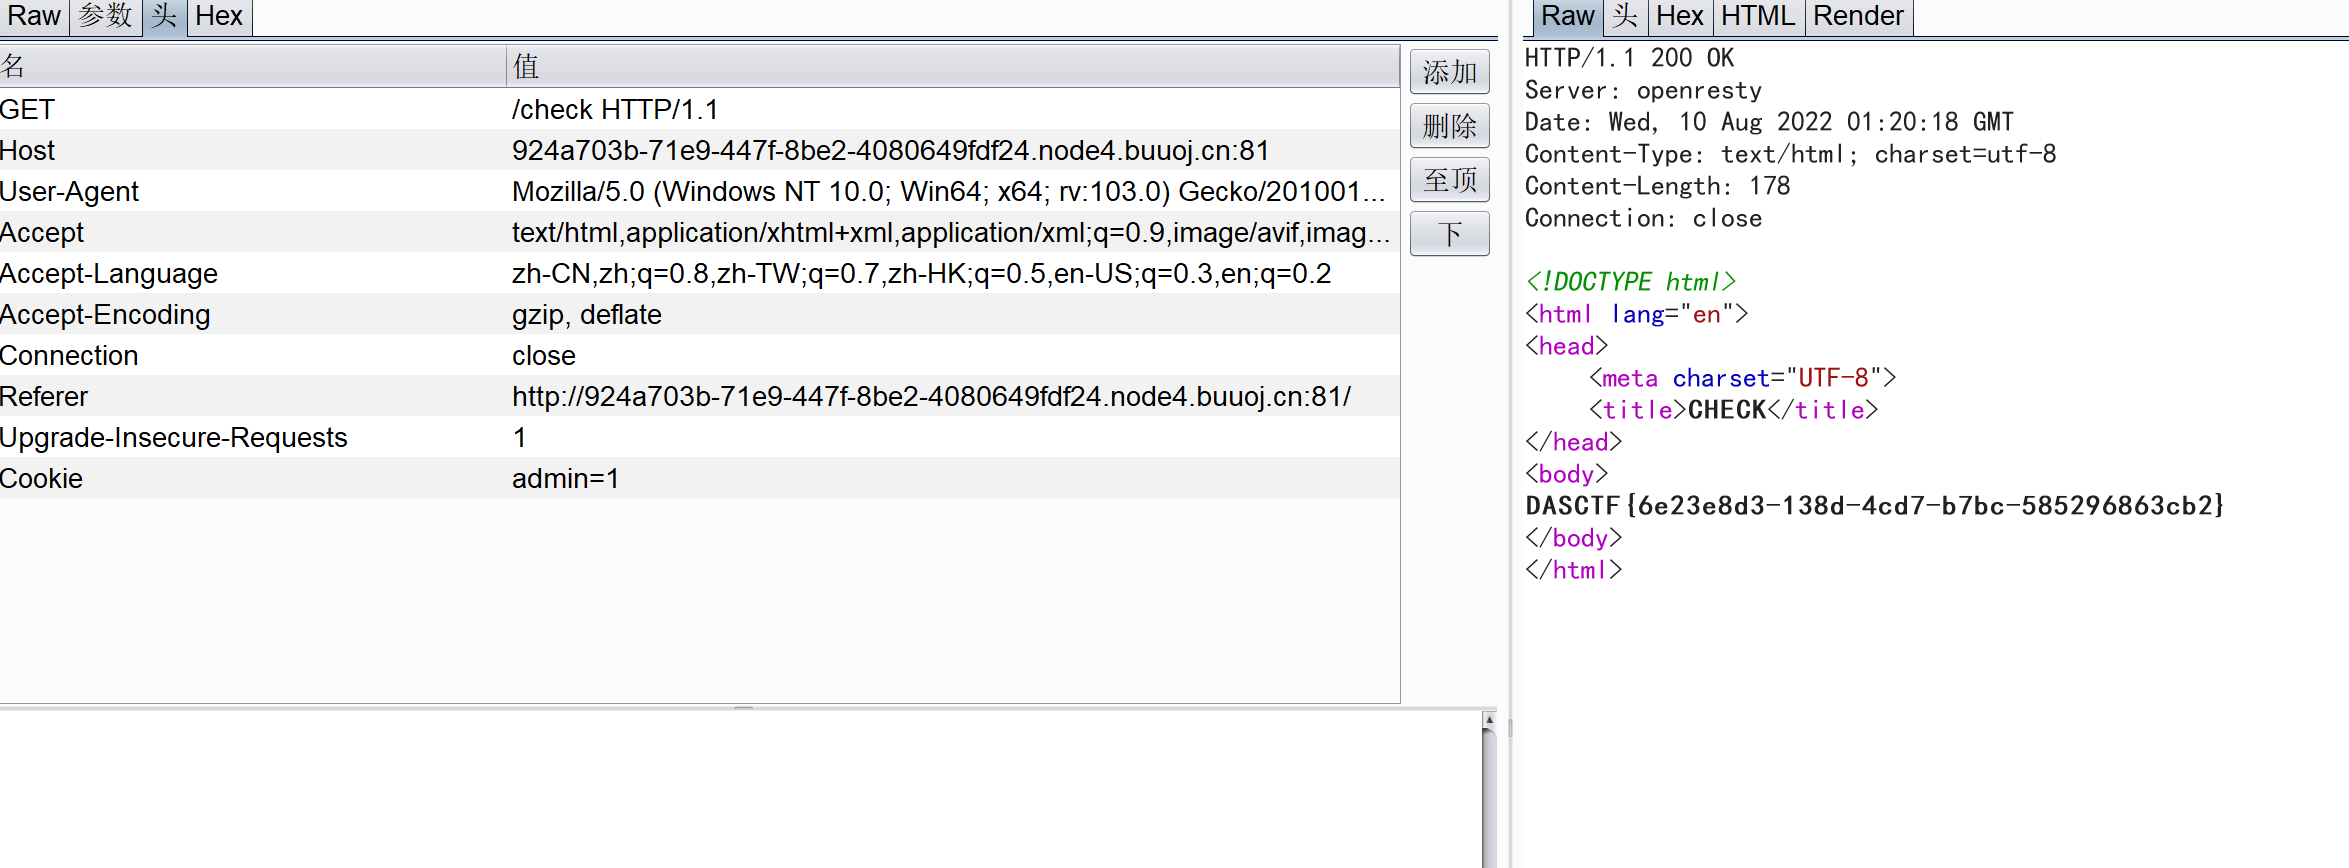 Raw 参数 头 Hex
名 值
GET /check HTTP/1.1
Host 924a703b-71e9-447f-8be2-4080649fdf24.node4.buuoj.cn:81
User-Agent Mozilla/5.0 (Windows NT 10.0; Win64; x64; rv:103.0) Gecko/201001...
Accept text/html,application/xhtml+xml,application/xml;q=0.9,image/avif,imag...
Accept-Language zh-CN,zh;q=0.8,zh-TW;q=0.7,zh-HK;q=0.5,en-US;q=0.3,en;q=0.2
Accept-Encoding gzip, deflate
Connection close
Referer http://924a703b-71e9-447f-8be2-4080649fdf24.node4.buuoj.cn:81/
Upgrade-Insecure-Requests 1
Cookie admin=1
添加
删除
至顶
下
Raw 头 Hex HTML Render
HTTP/1.1 200 OK
Server: openresty
Date: Wed, 10 Aug 2022 01:20:18 GMT
Content-Type: text/html; charset=utf-8
Content-Length: 178
Connection: close
<!DOCTYPE html>
<html lang="en">
<head>
<meta charset="UTF-8">
<title>CHECK</title>
</head>
<body>
DASCTF{6e23e8d3-138d-4cd7-b7bc-585296863cb2}
</body>
</html>